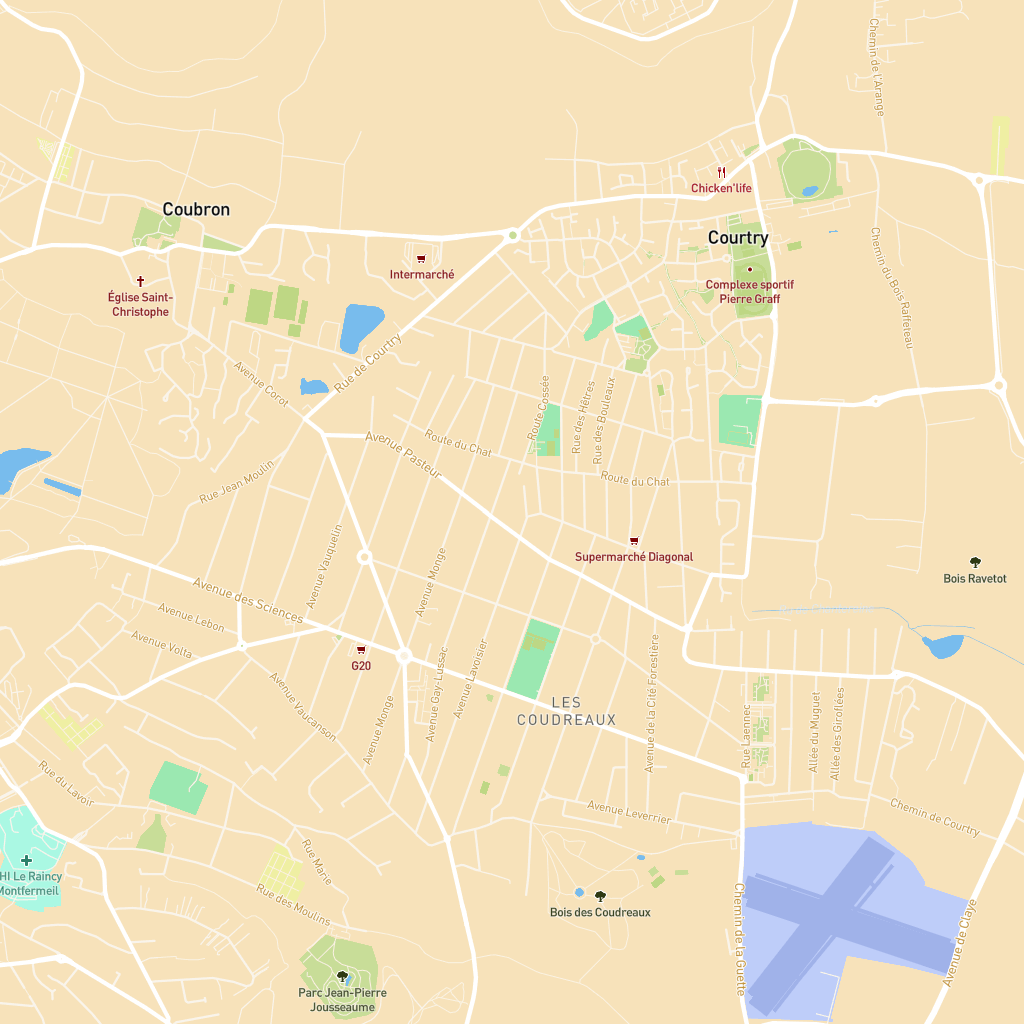 Chemin de l'Arange
Chicken'life
Coubron
Courtry
Intermarché
Complexe sportif
Pierre Graff
Église Saint-
Christophe
Chemin du Bois Raffeteau
Rue de Courtry
Avenue Corot
Route Cossée
Rue des Hêtres
Rue des Bouleaux
Avenue Pasteur
Route du Chat
Route du Chat
Rue Jean Moulin
Avenue Vauquelin
Avenue Monge
Supermarché Diagonal
Bois Ravetot
Avenue des Sciences
Avenue Lebon
Avenue Volta
G20
Avenue Gay-Lussac
Avenue Lavoisier
Avenue de la Cité Forestière
Avenue Vaucanson
Avenue Monge
LES
COUDREAUX
Rue Laennec
Allée du Muguet
Allée des Giroflées
Rue du Lavoir
Avenue Leverrier
Chemin de Courtry
HI Le Raincy
Montfermeil
Rue Marie
Rue des Moulins
Bois des Coudreaux
Chemin de la Guette
Avenue de Claye
Parc Jean-Pierre
Jousseaume